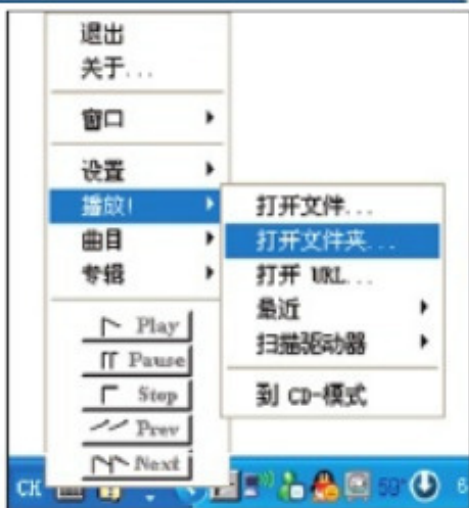 退出
关于...
窗口
设置
播放!
曲目
专辑
Play
Pause
Stop
Prev
Next
打开文件...
打开文件夹...
打开 URL...
最近
扫描驱动器
到 CD-模式
CH
59°
6